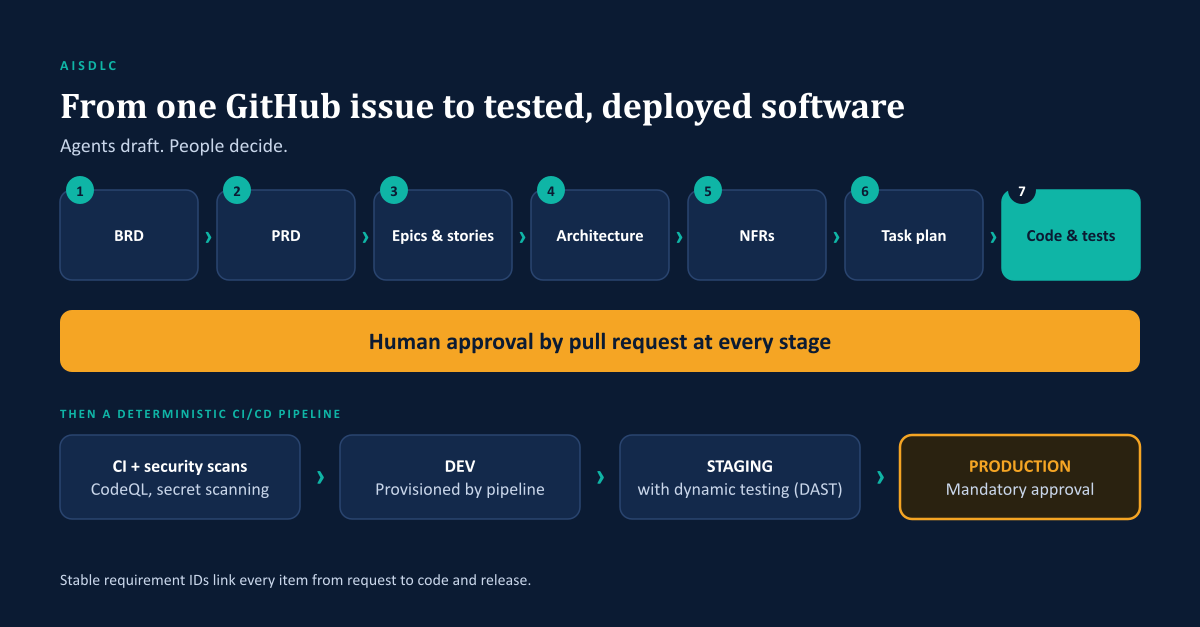 AISDLC
From one GitHub issue to tested, deployed software
Agents draft. People decide.
1
BRD
›
2
PRD
›
3
Epics & stories
›
4
Architecture
›
5
NFRs
›
6
Task plan
›
7
Code & tests
Human approval by pull request at every stage
THEN A DETERMINISTIC CI/CD PIPELINE
CI + security scans
CodeQL, secret scanning
›
DEV
Provisioned by pipeline
›
STAGING
with dynamic testing (DAST)
›
PRODUCTION
Mandatory approval
Stable requirement IDs link every item from request to code and release.